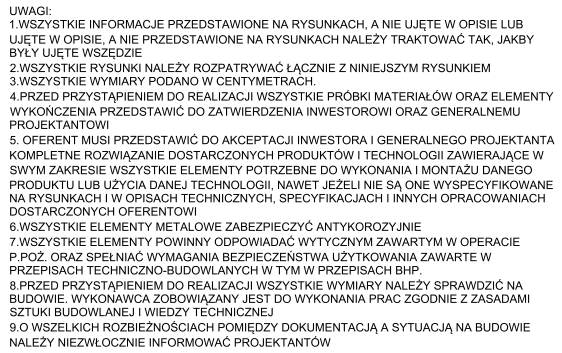 UWAGI:
1.WSZYSTKIE INFORMACJE PRZEDSTAWIONE NA RYSUNKACH, A NIE UJĘTE W OPISIE LUB
UJĘTE W OPISIE, A NIE PRZEDSTAWIONE NA RYSUNKACH NALEŻY TRAKTOWAĆ TAK, JAKBY
BYŁY UJĘTE WSZĘDZIE
2.WSZYSTKIE RYSUNKI NALEŻY ROZPATRYWAĆ ŁĄCZNIE Z NINIEJSZYM RYSUNKIEM
3.WSZYSTKIE WYMIARY PODANO W CENTYMETRACH.
4.PRZED PRZYSTĄPIENIEM DO REALIZACJI WSZYSTKIE PRÓBKI MATERIAŁÓW ORAZ ELEMENTY
WYKOŃCZENIA PRZEDSTAWIĆ DO ZATWIERDZENIA INWESTOROWI ORAZ GENERALNEMU
PROJEKTANTOWI
5. OFERENT MUSI PRZEDSTAWIĆ DO AKCEPTACJI INWESTORA I GENERALNEGO PROJEKTANTA
KOMPLETNE ROZWIĄZANIE DOSTARCZONYCH PRODUKTÓW I TECHNOLOGII ZAWIERAJĄCE W
SWYM ZAKRESIE WSZYSTKIE ELEMENTY POTRZEBNE DO WYKONANIA I MONTAŻU DANEGO
PRODUKTU LUB UŻYCIA DANEJ TECHNOLOGII, NAWET JEŻELI NIE SĄ ONE WYSPECYFIKOWANE
NA RYSUNKACH I W OPISACH TECHNICZNYCH, SPECYFIKACJACH I INNYCH OPRACOWANIACH
DOSTARCZONYCH OFERENTOWI
6.WSZYSTKIE ELEMENTY METALOWE ZABEZPIECZYĆ ANTYKOROZYJNIE
7.WSZYSTKIE ELEMENTY POWINNY ODPOWIADAĆ WYTYCZNYM ZAWARTYM W OPERACIE
P.POŻ. ORAZ SPEŁNIAĆ WYMAGANIA BEZPIECZEŃSTWA UŻYTKOWANIA ZAWARTE W
PRZEPISACH TECHNICZNO-BUDOWLANYCH W TYM W PRZEPISACH BHP.
8.PRZED PRZYSTĄPIENIEM DO REALIZACJI WSZYSTKIE WYMIARY NALEŻY SPRAWDZIĆ NA
BUDOWIE. WYKONAWCA ZOBOWIĄZANY JEST DO WYKONANIA PRAC ZGODNIE Z ZASADAMI
SZTUKI BUDOWLANEJ I WIEDZY TECHNICZNEJ
9.O WSZELKICH ROZBIEŻNOŚCIACH POMIĘDZY DOKUMENTACJĄ A SYTUACJĄ NA BUDOWIE
NALEŻY NIEZWŁOCZNIE INFORMOWAĆ PROJEKTANTÓW